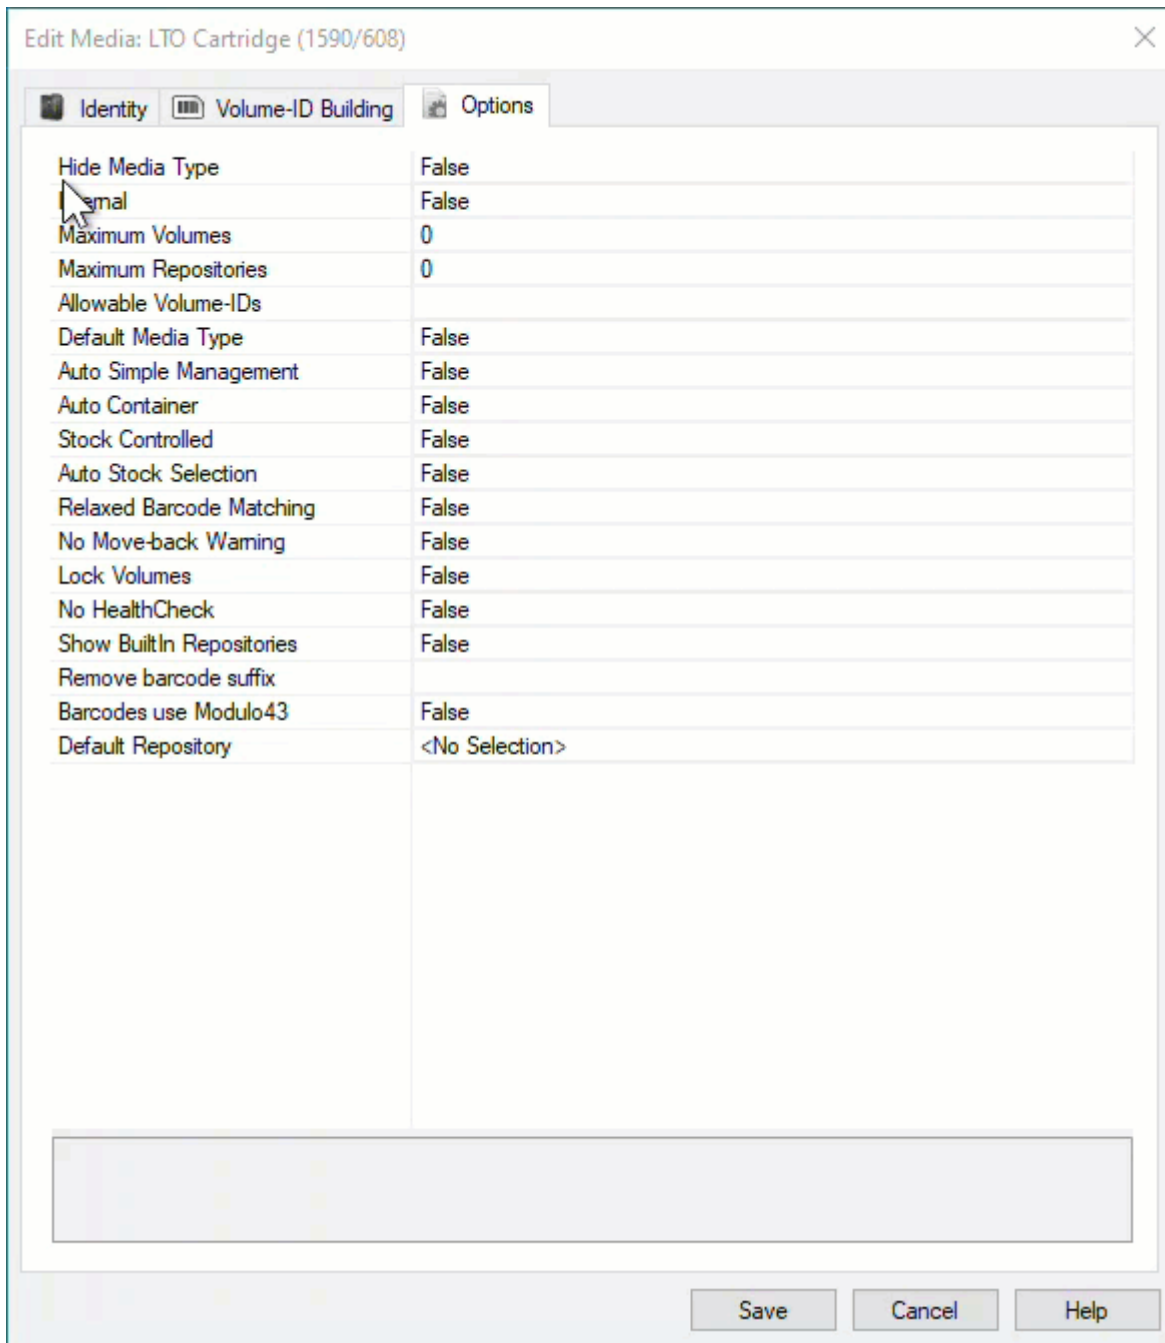 Edit Media: LTO Cartridge (1590/608)
Identity Volume-ID Building Options
Hide Media Type False
False
Maximum Volumes 0
Maximum Repositories 0
Allowable Volume-IDs
Default Media Type False
Auto Simple Management False
Auto Container False
Stock Controlled False
Auto Stock Selection False
Relaxed Barcode Matching False
No Move-back Warning False
Lock Volumes False
No HealthCheck False
Show BuiltIn Repositories False
Remove barcode suffix
Barcodes use Modulo43 False
Default Repository <No Selection>
Save Cancel Help